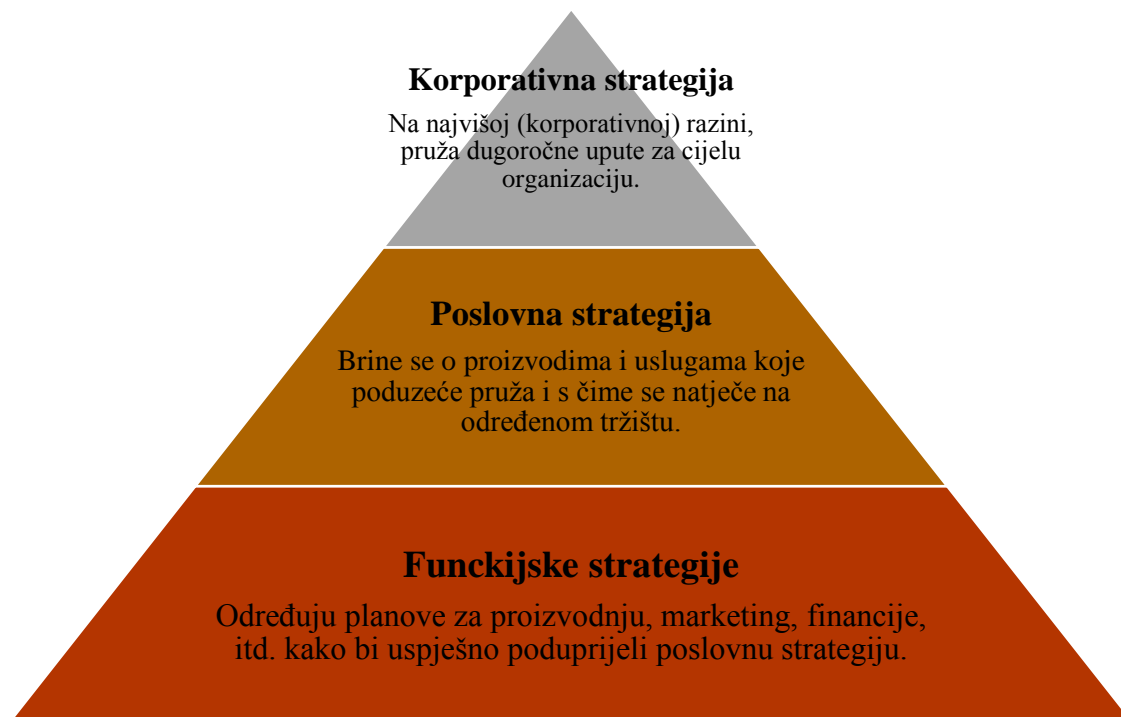 Korporativna strategija
Na najvišoj (korporativnoj) razini,
pruža dugoročne upute za cijelu
organizaciju.
Poslovna strategija
Brine se o proizvodima i uslugama koje
poduzeće pruža i s čime se natječe na
određenom tržištu.
Funckijske strategije
Određuju planove za proizvodnju, marketing, financije,
itd. kako bi uspješno poduprijeli poslovnu strategiju.